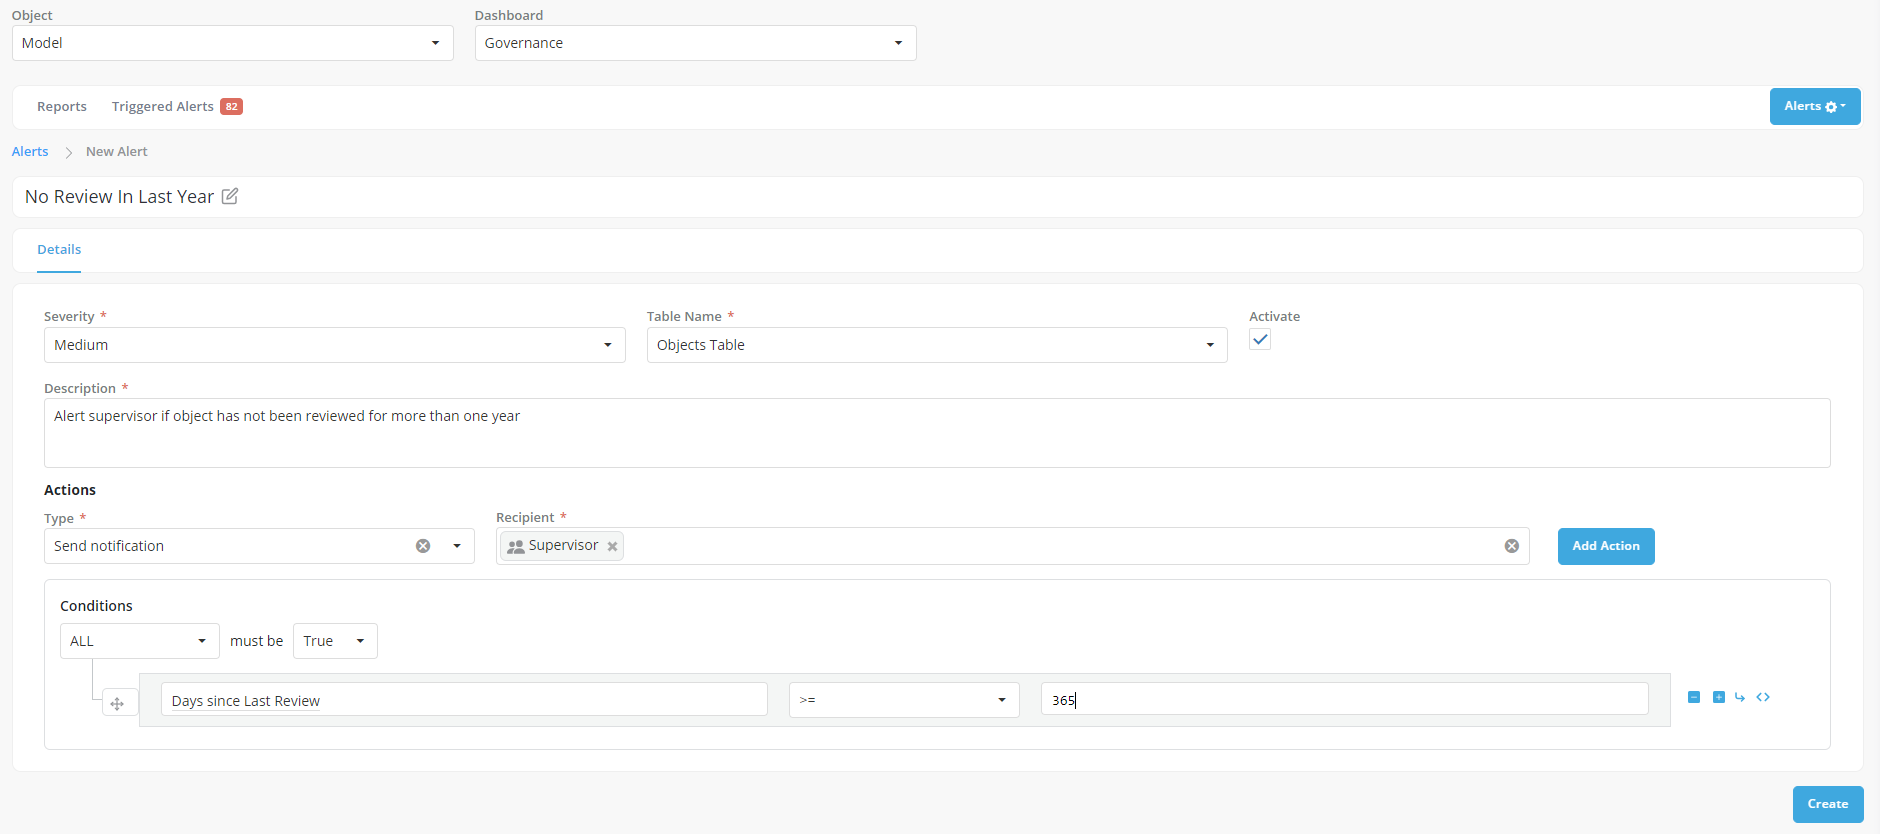 Object Dashboard
Model Governance
Reports Triggered Alerts 82 Alerts
Alerts New Alert
No Review In Last Year
Details
Severity * Table Name * Activate
Medium Objects Table
Description *
Alert supervisor if object has not been reviewed for more than one year
Actions
Type * Recipient *
Send notification Supervisor Add Action
Conditions
ALL must be True
Days since Last Review >= 365
Create